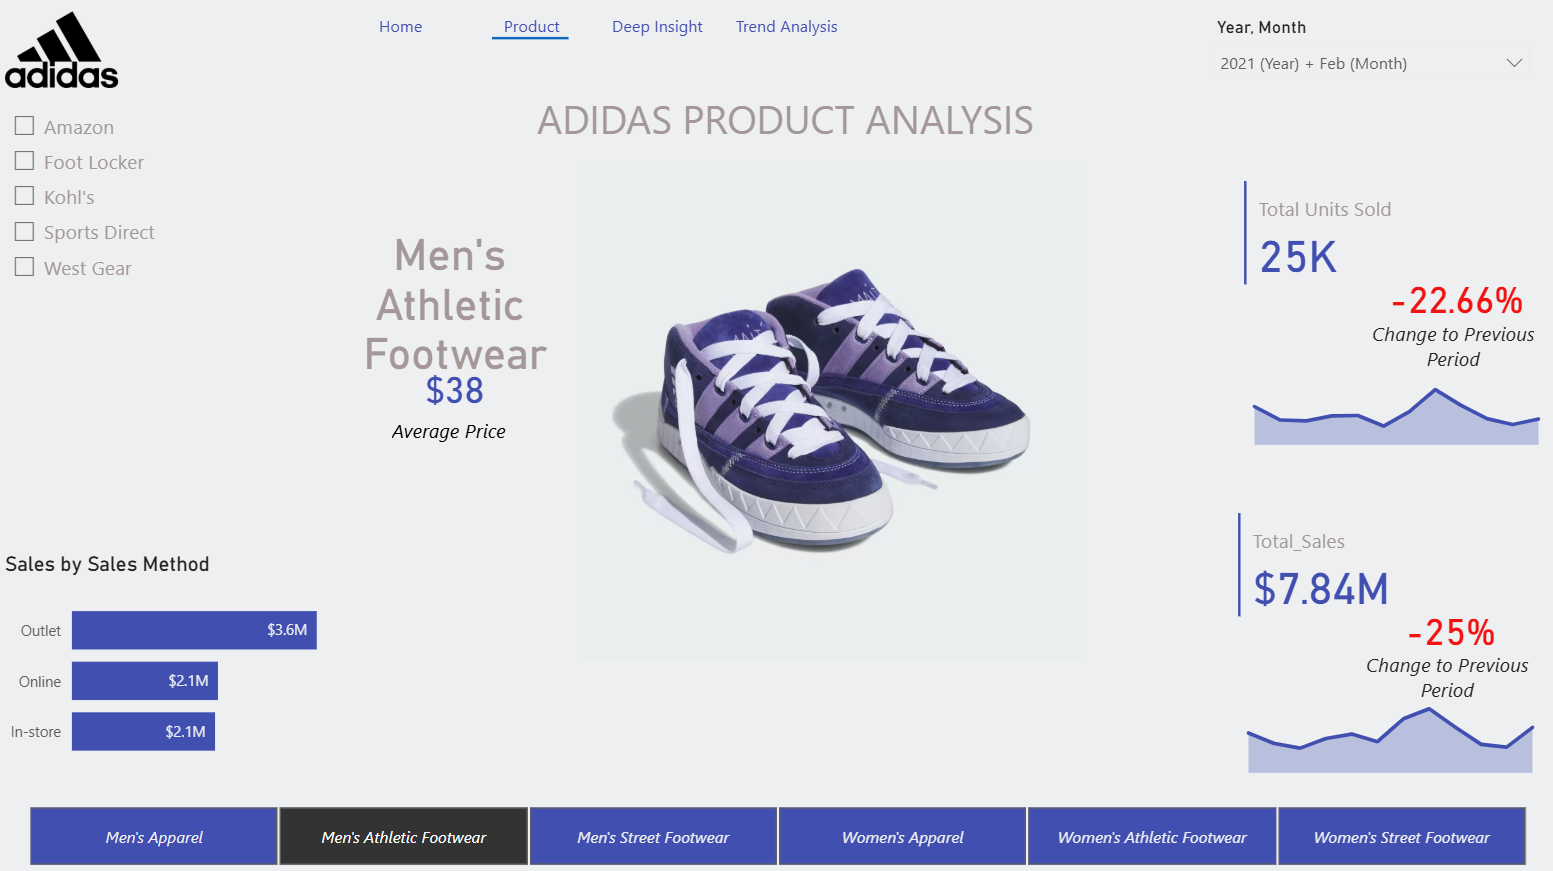 adidas
Home
Product
Deep Insight
Trend Analysis
Year, Month
2021 (Year) + Feb (Month)
ADIDAS PRODUCT ANALYSIS
Amazon
Foot Locker
Kohl's
Sports Direct
West Gear
Men's
Athletic
Footwear
$38
Average Price
Total Units Sold
25K
-22.66%
Change to Previous
Period
Total_Sales
$7.84M
-25%
Change to Previous
Period
Sales by Sales Method
Outlet $3.6M
Online $2.1M
In-store $2.1M
Men's Apparel
Men's Athletic Footwear
Men's Street Footwear
Women's Apparel
Women's Athletic Footwear
Women's Street Footwear